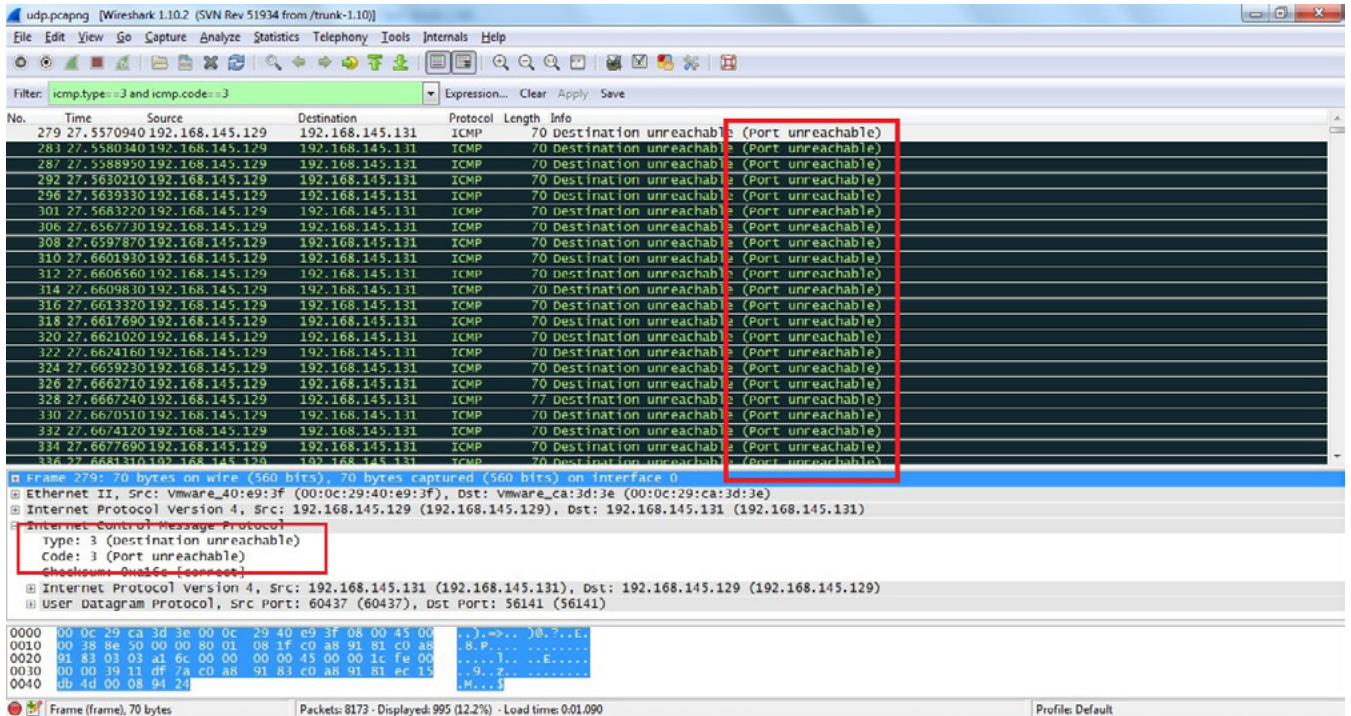 udp.pcapng [Wireshark 1.10.2 (SVN Rev 51934 from /trunk-1.10)]
File Edit View Go Capture Analyze Statistics Telephony Tools Internals Help
Filter: icmp.type==3 and icmp.code==3 Expression... Clear Apply Save
No. Time Source Destination Protocol Length Info
279 27.5570940 192.168.145.129 192.168.145.131 ICMP 70 Destination unreachable (Port unreachable)
283 27.5580340 192.168.145.129 192.168.145.131 ICMP 70 Destination unreachable (Port unreachable)
287 27.5588950 192.168.145.129 192.168.145.131 ICMP 70 Destination unreachable (Port unreachable)
292 27.5630210 192.168.145.129 192.168.145.131 ICMP 70 Destination unreachable (Port unreachable)
296 27.5639330 192.168.145.129 192.168.145.131 ICMP 70 Destination unreachable (Port unreachable)
301 27.5683220 192.168.145.129 192.168.145.131 ICMP 70 Destination unreachable (Port unreachable)
306 27.6567730 192.168.145.129 192.168.145.131 ICMP 70 Destination unreachable (Port unreachable)
308 27.6597870 192.168.145.129 192.168.145.131 ICMP 70 Destination unreachable (Port unreachable)
310 27.6601930 192.168.145.129 192.168.145.131 ICMP 70 Destination unreachable (Port unreachable)
312 27.6606560 192.168.145.129 192.168.145.131 ICMP 70 Destination unreachable (Port unreachable)
314 27.6609830 192.168.145.129 192.168.145.131 ICMP 70 Destination unreachable (Port unreachable)
316 27.6613320 192.168.145.129 192.168.145.131 ICMP 70 Destination unreachable (Port unreachable)
318 27.6617690 192.168.145.129 192.168.145.131 ICMP 70 Destination unreachable (Port unreachable)
320 27.6621020 192.168.145.129 192.168.145.131 ICMP 70 Destination unreachable (Port unreachable)
322 27.6624160 192.168.145.129 192.168.145.131 ICMP 70 Destination unreachable (Port unreachable)
324 27.6659230 192.168.145.129 192.168.145.131 ICMP 70 Destination unreachable (Port unreachable)
326 27.6662710 192.168.145.129 192.168.145.131 ICMP 70 Destination unreachable (Port unreachable)
328 27.6667240 192.168.145.129 192.168.145.131 ICMP 77 Destination unreachable (Port unreachable)
330 27.6670510 192.168.145.129 192.168.145.131 ICMP 70 Destination unreachable (Port unreachable)
332 27.6674120 192.168.145.129 192.168.145.131 ICMP 70 Destination unreachable (Port unreachable)
334 27.6677690 192.168.145.129 192.168.145.131 ICMP 70 Destination unreachable (Port unreachable)
336 27.6681310 192.168.145.129 192.168.145.131 ICMP 70 Destination unreachable (Port unreachable)
Frame 279: 70 bytes on wire (560 bits), 70 bytes captured (560 bits) on interface 0
Ethernet II, Src: Vmware_40:e9:3f (00:0c:29:40:e9:3f), Dst: Vmware_ca:3d:3e (00:0c:29:ca:3d:3e)
Internet Protocol Version 4, Src: 192.168.145.129 (192.168.145.129), Dst: 192.168.145.131 (192.168.145.131)
Internet Control Message Protocol
Type: 3 (Destination unreachable)
Code: 3 (Port unreachable)
Checksum: 0xa16c [correct]
Internet Protocol Version 4, Src: 192.168.145.131 (192.168.145.131), Dst: 192.168.145.129 (192.168.145.129)
User Datagram Protocol, Src Port: 60437 (60437), Dst Port: 56141 (56141)
0000 00 0c 29 ca 3d 3e 00 0c 29 40 e9 3f 08 00 45 00 ..).=>.. )@.?..E.
0010 00 38 8e 50 00 00 80 01 08 1f c0 a8 91 81 c0 a8 .8.P.... ........
0020 91 83 03 03 a1 6c 00 00 00 00 45 00 00 1c fe 00 .....l.. ..E.....
0030 00 00 39 11 df 7a c0 a8 91 83 c0 a8 91 81 ec 15 ..9..z.. ........
0040 db 4d 00 08 94 24 .M...$
Frame (frame), 70 bytes Packets: 8173 · Displayed: 995 (12.2%) · Load time: 0:01.090 Profile: Default